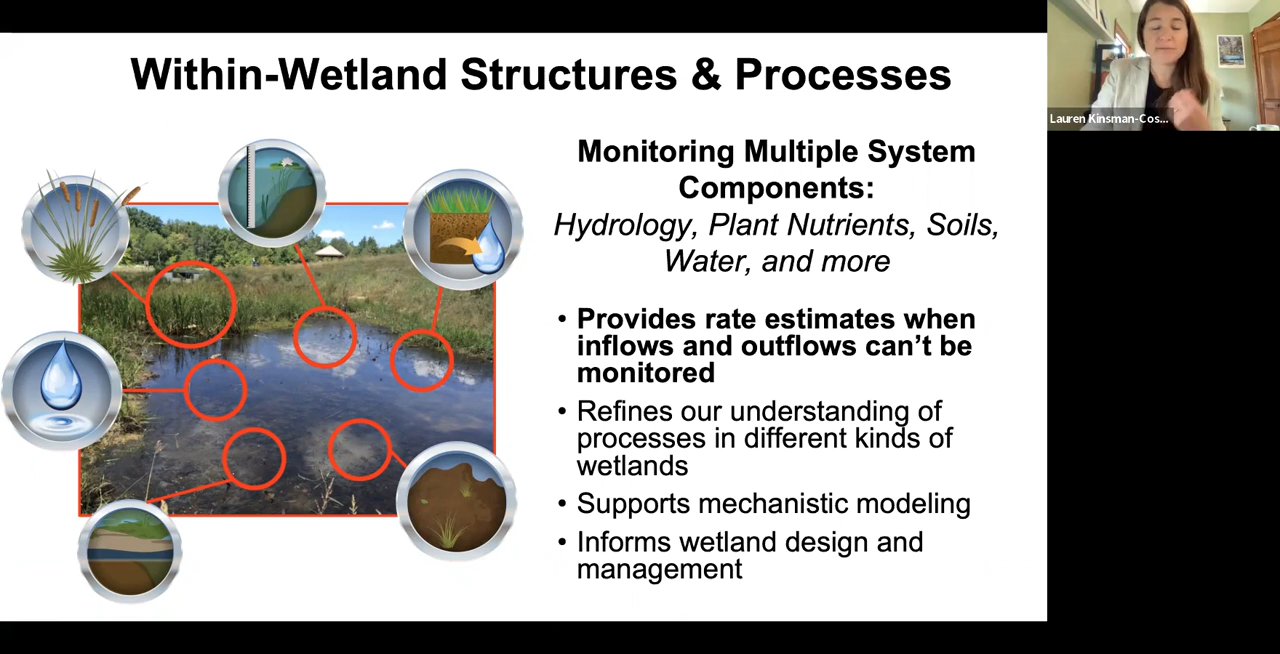 Within-Wetland Structures & Processes
Lauren Kinsman-Cos...
Monitoring Multiple System
Components:
Hydrology, Plant Nutrients, Soils,
Water, and more
• Provides rate estimates when
inflows and outflows can’t be
monitored
• Refines our understanding of
processes in different kinds of
wetlands
• Supports mechanistic modeling
• Informs wetland design and
management